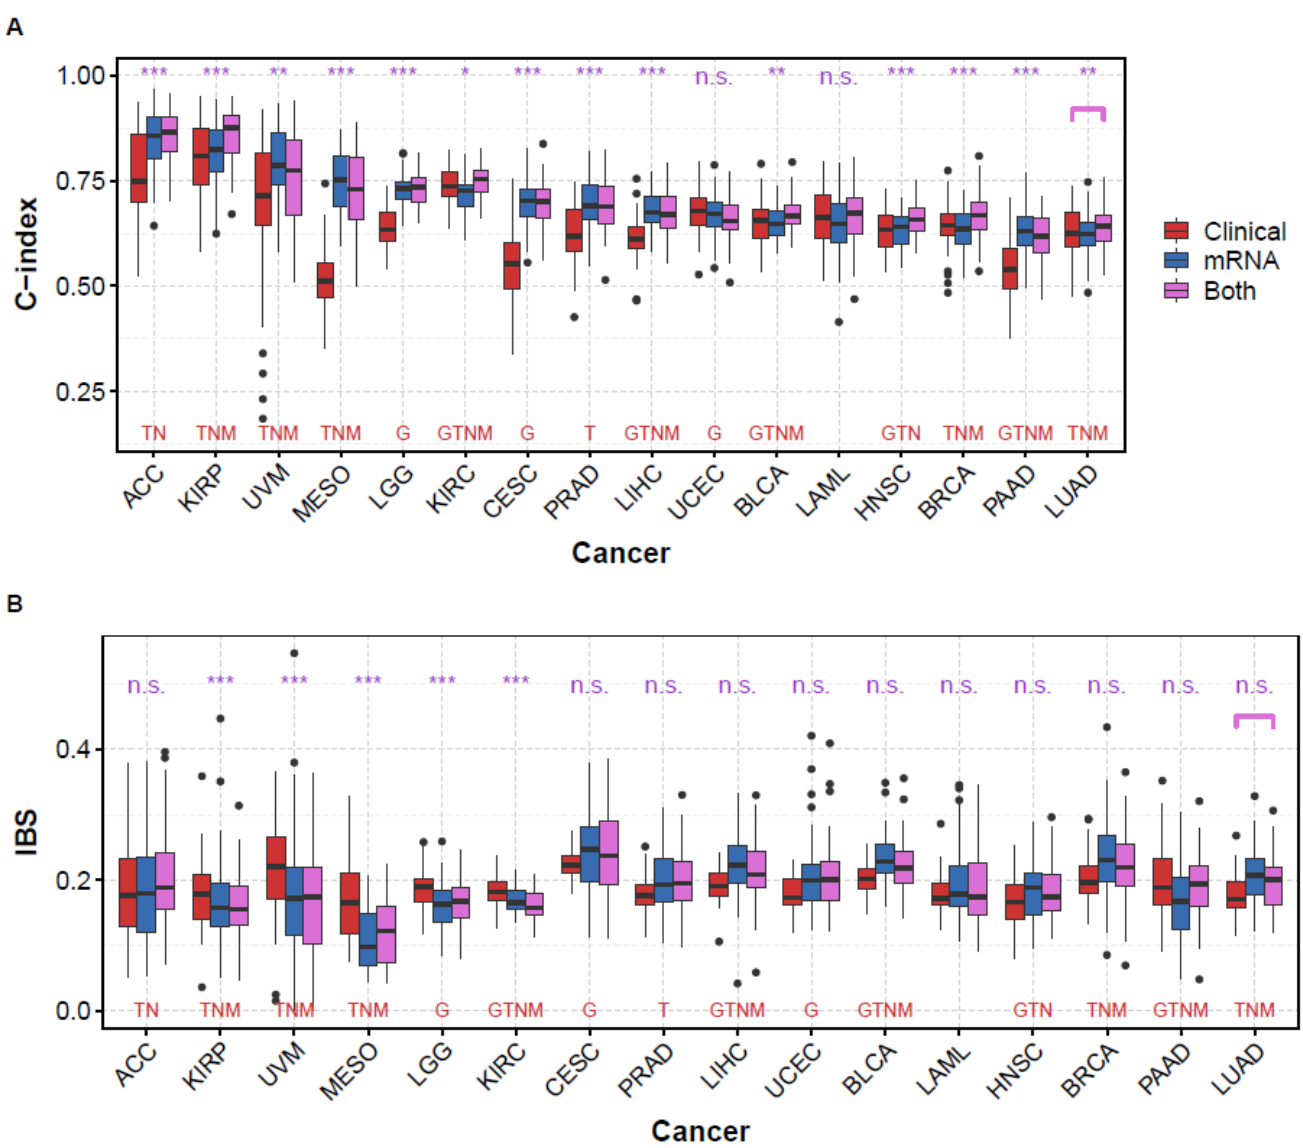 A
*** *** ** *** *** * *** *** *** n.s. ** n.s. *** *** *** **
1.00
0.75
0.50
0.25
C-index
Clinical
mRNA
Both
TN TNM TNM TNM G GTNM G T GTNM G GTNM GTN TNM GTNM TNM
ACC KIRP UVM MESO LGG KIRC CESC PRAD LIHC UCEC BLCA LAML HNSC BRCA PAAD LUAD
Cancer
B
n.s. *** *** *** *** *** n.s. n.s. n.s. n.s. n.s. n.s. n.s. n.s. n.s. n.s.
0.4
0.2
0.0
IBS
TN TNM TNM TNM G GTNM G T GTNM G GTNM GTN TNM GTNM TNM
ACC KIRP UVM MESO LGG KIRC CESC PRAD LIHC UCEC BLCA LAML HNSC BRCA PAAD LUAD
Cancer